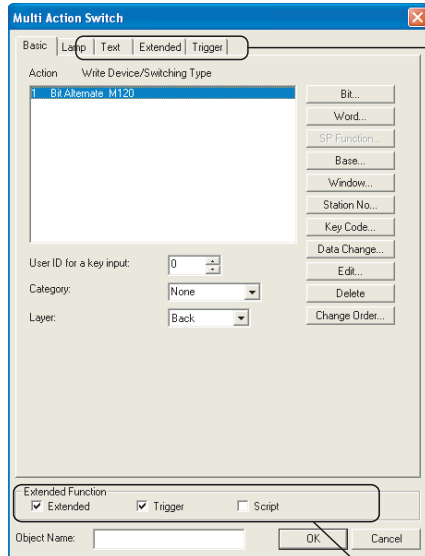 Multi Action Switch
Basic Lamp Text Extended Trigger
Action Write Device/Switching Type
1 Bit Alternate M120
Bit...
Word...
SP Function...
Base...
Window...
Station No...
Key Code...
Data Change...
Edit...
Delete
Change Order...
User ID for a key input: 0
Category: None
Layer: Back
Extended Function
Extended Trigger Script
Object Name: OK Cancel